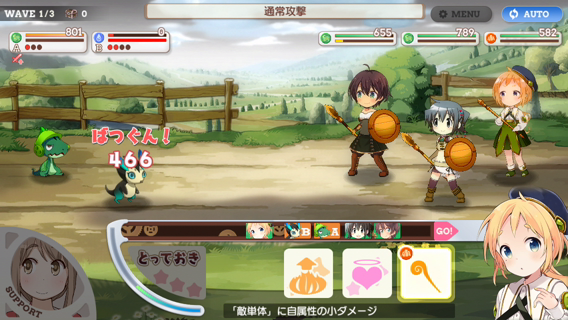 WAVE 1/3 0
通常攻撃
MENU
AUTO
801
A
0
B
655
789
582
ばつぐん!
466
B
A
GO!
とっておき
SUPPORT
「敵単体」に自属性の小ダメージ